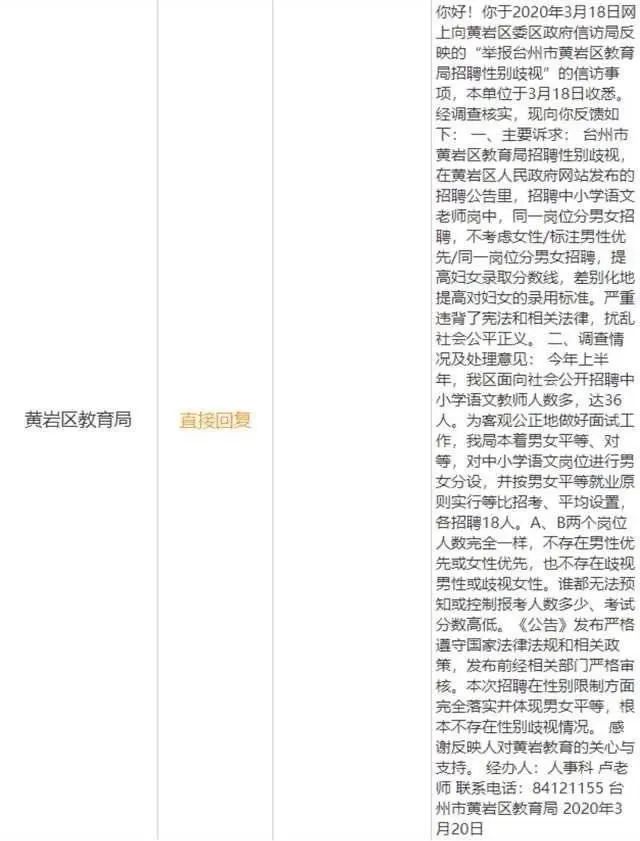 黄岩区教育局
直接回复
你好！你于2020年3月18日网
上向黄岩区委区政府信访局反
映的“举报台州市黄岩区教育
局招聘性别歧视”的信访事
项，本单位于3月18日收悉。
经调查核实，现向你反馈如
下： 一、主要诉求： 台州市
黄岩区教育局招聘性别歧视，
在黄岩区人民政府网站发布的
招聘公告里，招聘中小学语文
老师岗中，同一岗位分男女招
聘，不考虑女性/标注男性优
先/同一岗位分男女招聘，提
高妇女录取分数线，差别化地
提高对妇女的录用标准。严重
违背了宪法和相关法律，扰乱
社会公平正义。 二、调查情
况及处理意见： 今年上半
年，我区面向社会公开招聘中
小学语文教师人数多，达36
人。为客观公正地做好面试工
作，我局本着男女平等、对
等，对中小学语文岗位进行男
女分设，并按男女平等就业原
则实行等比招考、平均设置，
各招聘18人。A、B两个岗位
人数完全一样，不存在男性优
先或女性优先，也不存在歧视
男性或歧视女性。谁都无法预
知或控制报考人数多少、考试
分数高低。《公告》发布严格
遵守国家法律法规和相关政
策，发布前经相关部门严格审
核。本次招聘在性别限制方面
完全落实并体现男女平等，根
本不存在性别歧视情况。 感
谢反映人对黄岩教育的关心与
支持。 经办人：人事科 卢老
师 联系电话：84121155 台
州市黄岩区教育局 2020年3
月20日